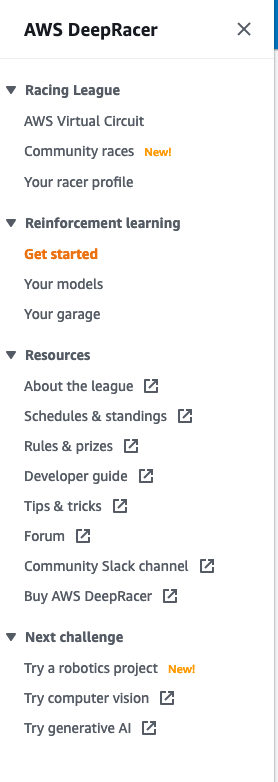 AWS DeepRacer
Racing League
AWS Virtual Circuit
Community races New!
Your racer profile
Reinforcement learning
Get started
Your models
Your garage
Resources
About the league
Schedules & standings
Rules & prizes
Developer guide
Tips & tricks
Forum
Community Slack channel
Buy AWS DeepRacer
Next challenge
Try a robotics project New!
Try computer vision
Try generative AI